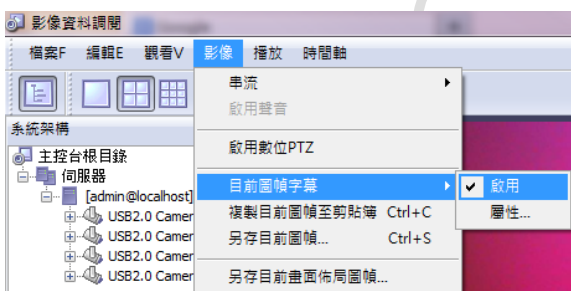 影像資料調閱
檔案F 編輯E 觀看V 影像 播放 時間軸
串流
啟用聲音
啟用數位PTZ
目前圖幀字幕
啟用
屬性...
複製目前圖幀至剪貼簿 Ctrl+C
另存目前圖幀... Ctrl+S
另存目前畫面佈局圖幀...
系統架構
主控台根目錄
伺服器
[admin@localhost]
USB2.0 Camer
USB2.0 Camer
USB2.0 Camer
USB2.0 Camer